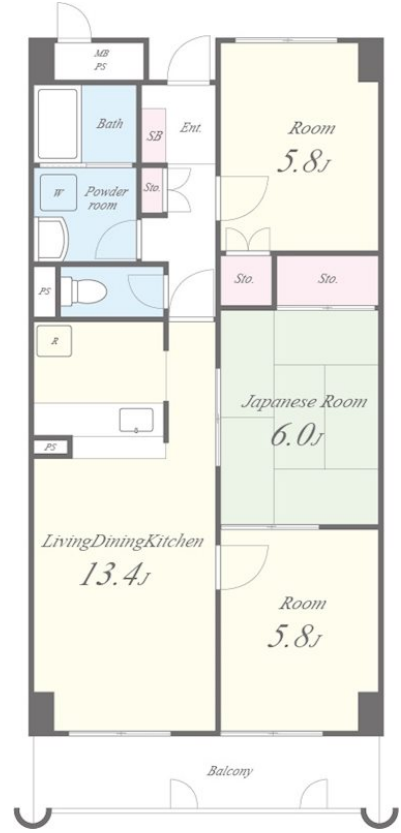 MB
PS
Bath
SB
Ent.
Room
5.8J
W
Powder
room
Sto.
PS
Sto.
Sto.
R
Japanese Room
6.0J
PS
LivingDiningKitchen
13.4J
Room
5.8J
Balcony